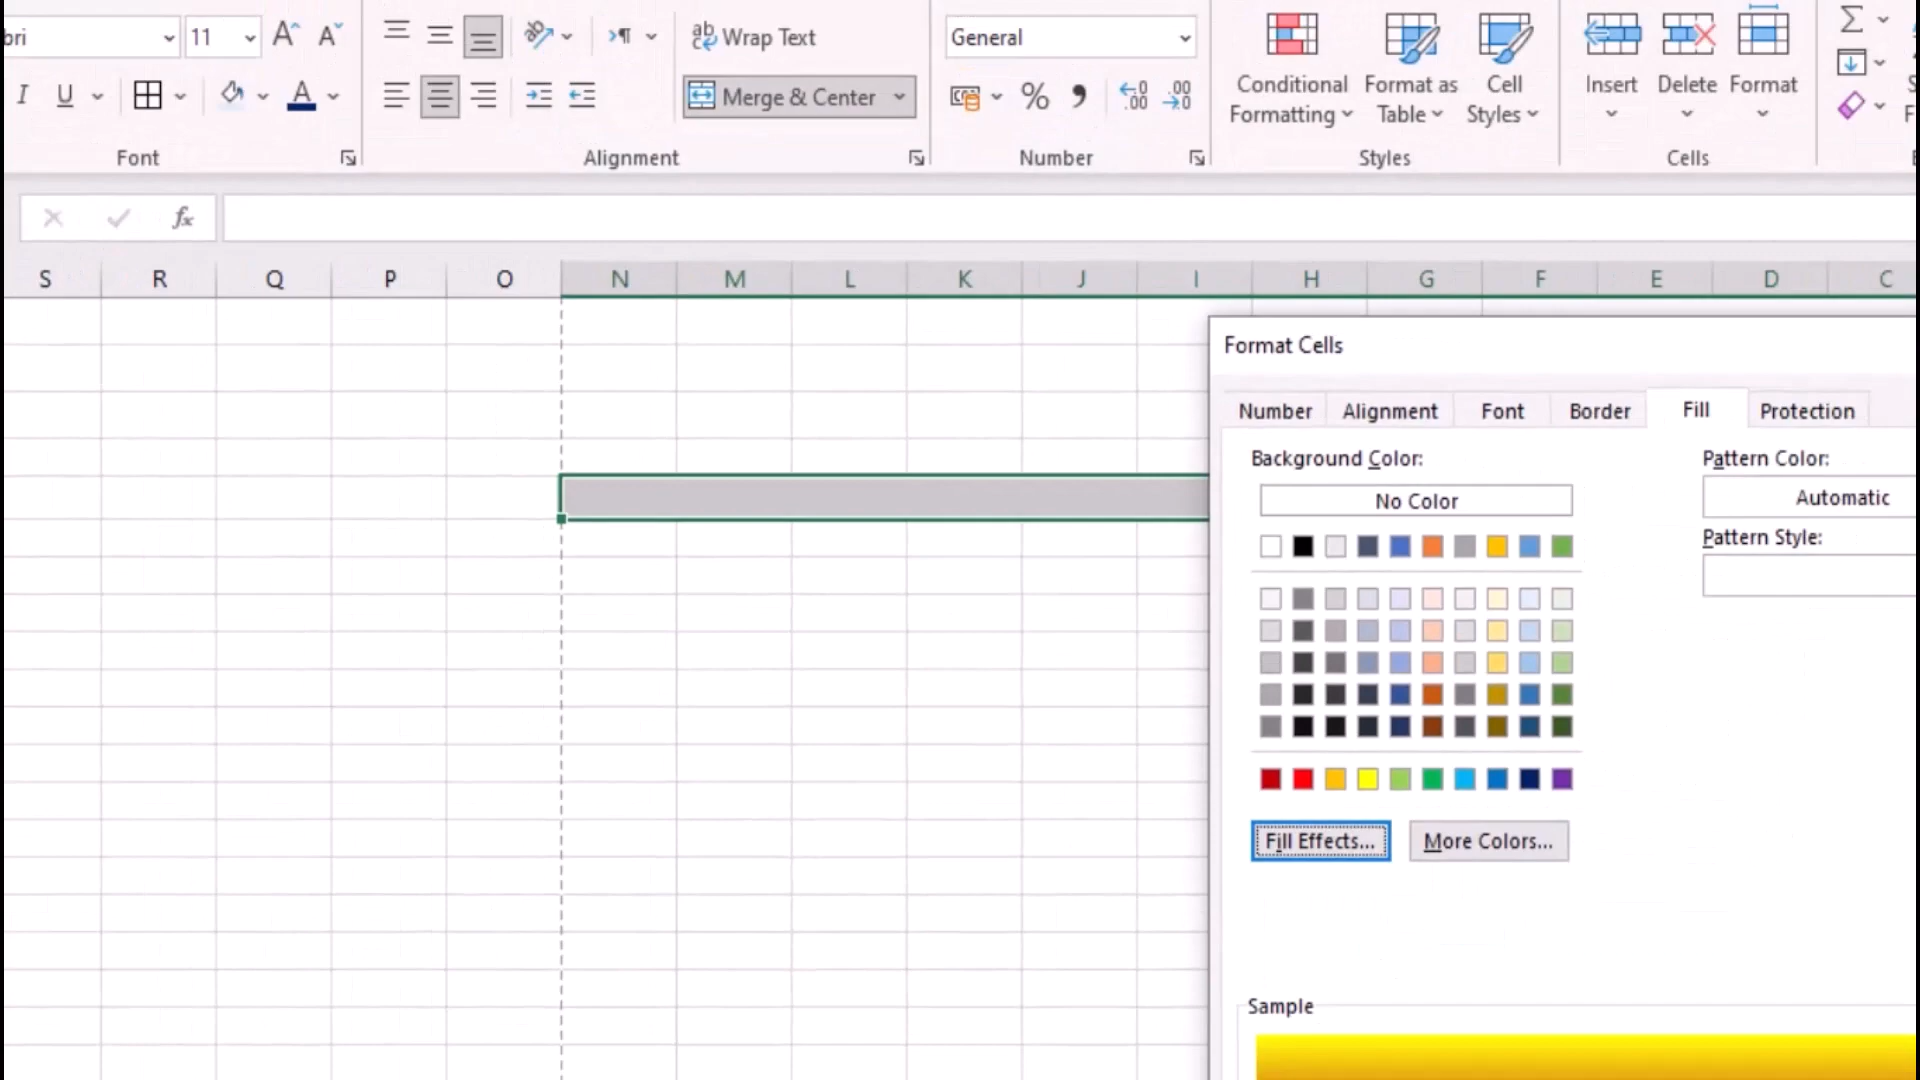 bri 11 A A Wrap Text General
I U A Merge & Center % .00 .00
Conditional Formatting
Format as Table
Cell Styles
Insert Delete Format
Font Alignment Number Styles Cells
fx
S R Q P O N M L K J I H G F E D C
Format Cells
Number Alignment Font Border Fill Protection
Background Color: Pattern Color:
No Color Automatic
Pattern Style:
Fill Effects... More Colors...
Sample